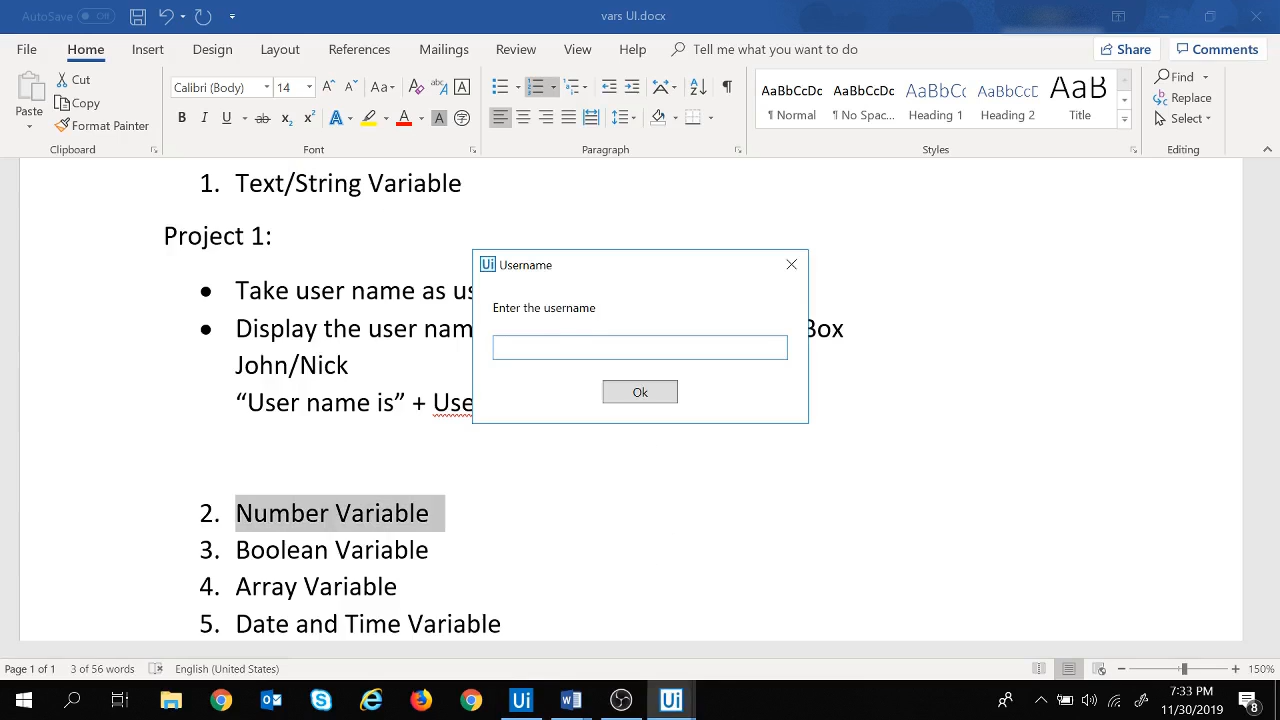 AutoSave Off
vars UI.docx
File Home Insert Design Layout References Mailings Review View Help Tell me what you want to do Share Comments
Paste
Cut
Copy
Format Painter
Calibri (Body) 14
AaBbCcDc AaBbCcDc AaBbCc AaBbCcD AaB
¶ Normal ¶ No Spac... Heading 1 Heading 2 Title
Find
Replace
Select
Clipboard Font Paragraph Styles Editing
1. Text/String Variable
Project 1:
• Take user name as us
• Display the user nam
Box
John/Nick
“User name is” + Use
Ui Username
Enter the username
Ok
2. Number Variable
3. Boolean Variable
4. Array Variable
5. Date and Time Variable
Page 1 of 1 3 of 56 words English (United States) 150%
7:33 PM
11/30/2019
8